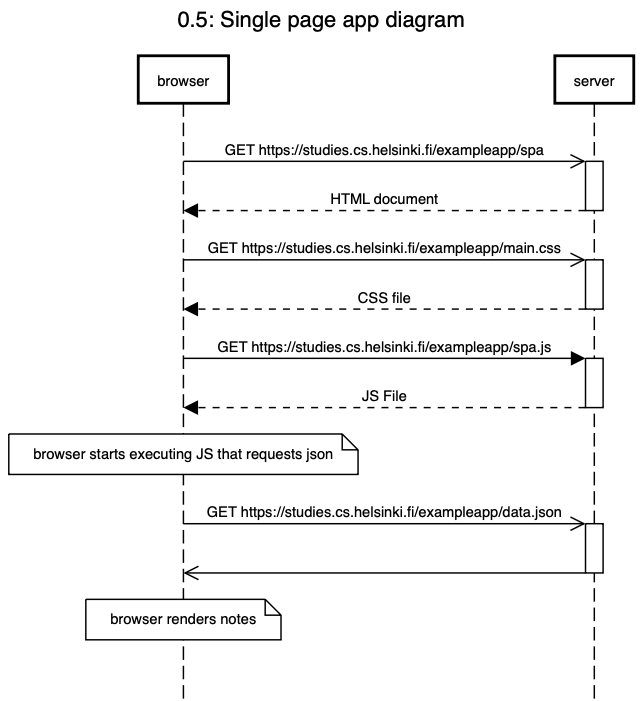 0.5: Single page app diagram
browser
server
GET https://studies.cs.helsinki.fi/exampleapp/spa
HTML document
GET https://studies.cs.helsinki.fi/exampleapp/main.css
CSS file
GET https://studies.cs.helsinki.fi/exampleapp/spa.js
JS File
browser starts executing JS that requests json
GET https://studies.cs.helsinki.fi/exampleapp/data.json
browser renders notes